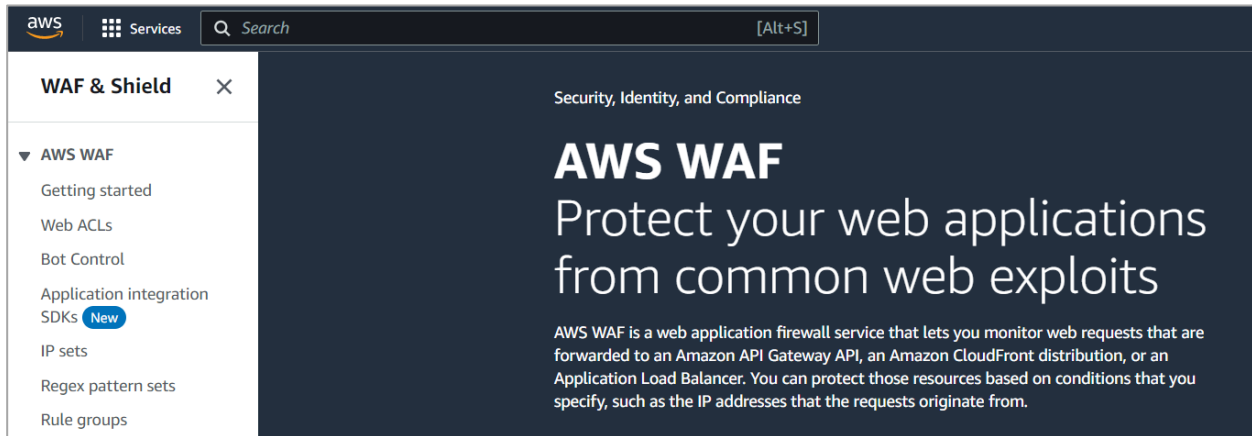 aws
Services
Search
[Alt+S]
WAF & Shield
AWS WAF
Getting started
Web ACLs
Bot Control
Application integration
SDKs New
IP sets
Regex pattern sets
Rule groups
Security, Identity, and Compliance
AWS WAF
Protect your web applications
from common web exploits
AWS WAF is a web application firewall service that lets you monitor web requests that are
forwarded to an Amazon API Gateway API, an Amazon CloudFront distribution, or an
Application Load Balancer. You can protect those resources based on conditions that you
specify, such as the IP addresses that the requests originate from.